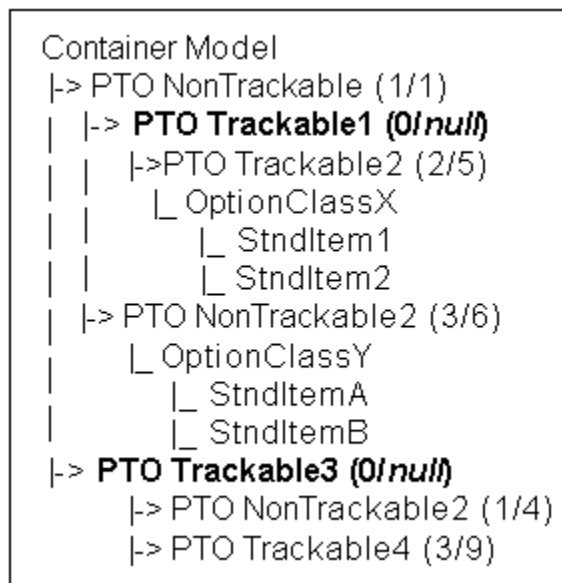 Container Model
|-> PTO NonTrackable (1/1)
| |-> PTO Trackable1 (0/null)
| | |->PTO Trackable2 (2/5)
| | |_ OptionClassX
| | |_ StndItem1
| | |_ StndItem2
| |-> PTO NonTrackable2 (3/6)
| |_ OptionClassY
| |_ StndItemA
| |_ StndItemB
|-> PTO Trackable3 (0/null)
|-> PTO NonTrackable2 (1/4)
|-> PTO Trackable4 (3/9)